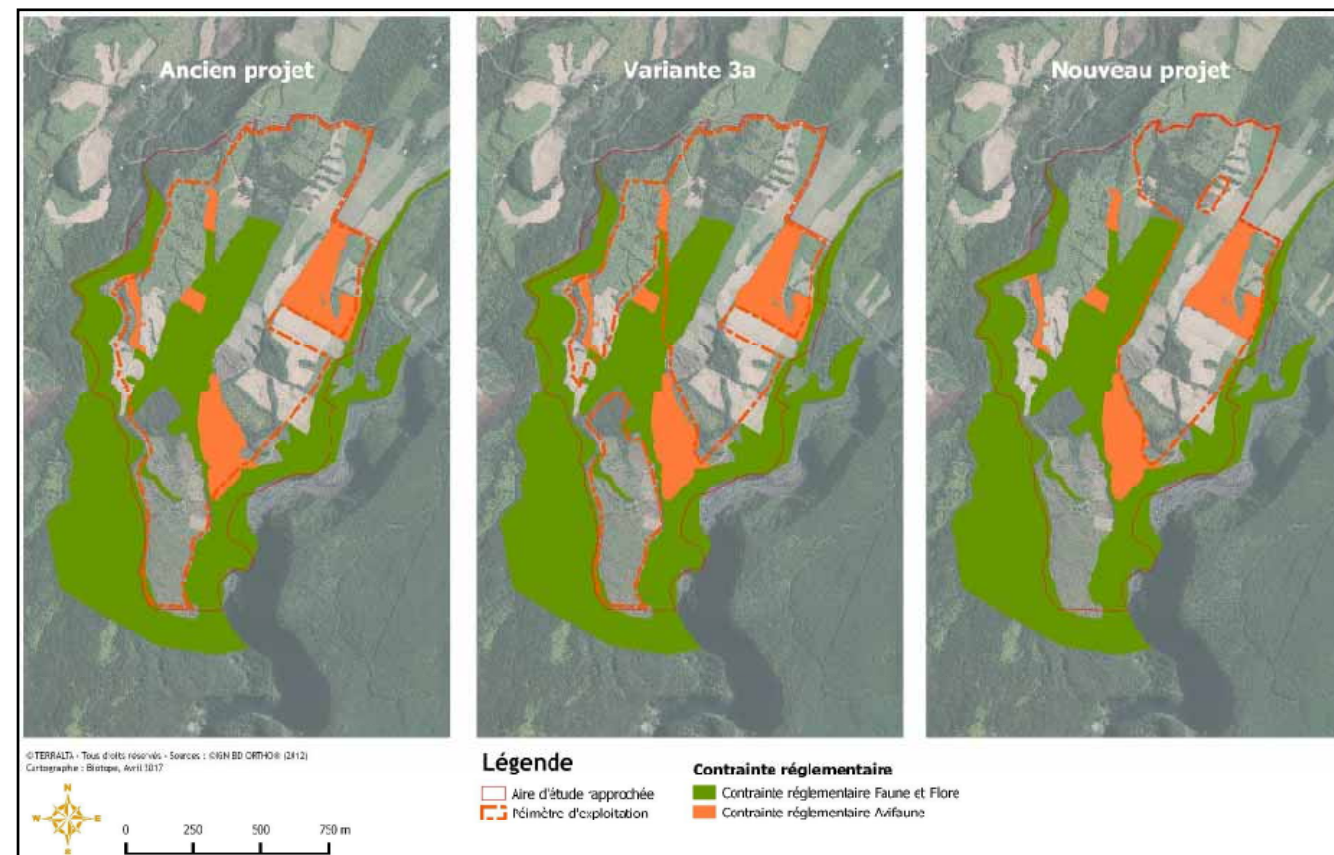 Ancien projet
Variante 3a
Nouveau projet
©TERRALTA - Tous droits réservés - Sources : ©IGN BD ORTHO® (2012)
Cartographe : Biotope, Avril 2017
Légende
Aire d'étude rapprochée
Périmètre d'exploitation
Contrainte réglementaire
Contrainte réglementaire Faune et Flore
Contrainte réglementaire Avifaune
N
W
E
S
0 250 500 750 m